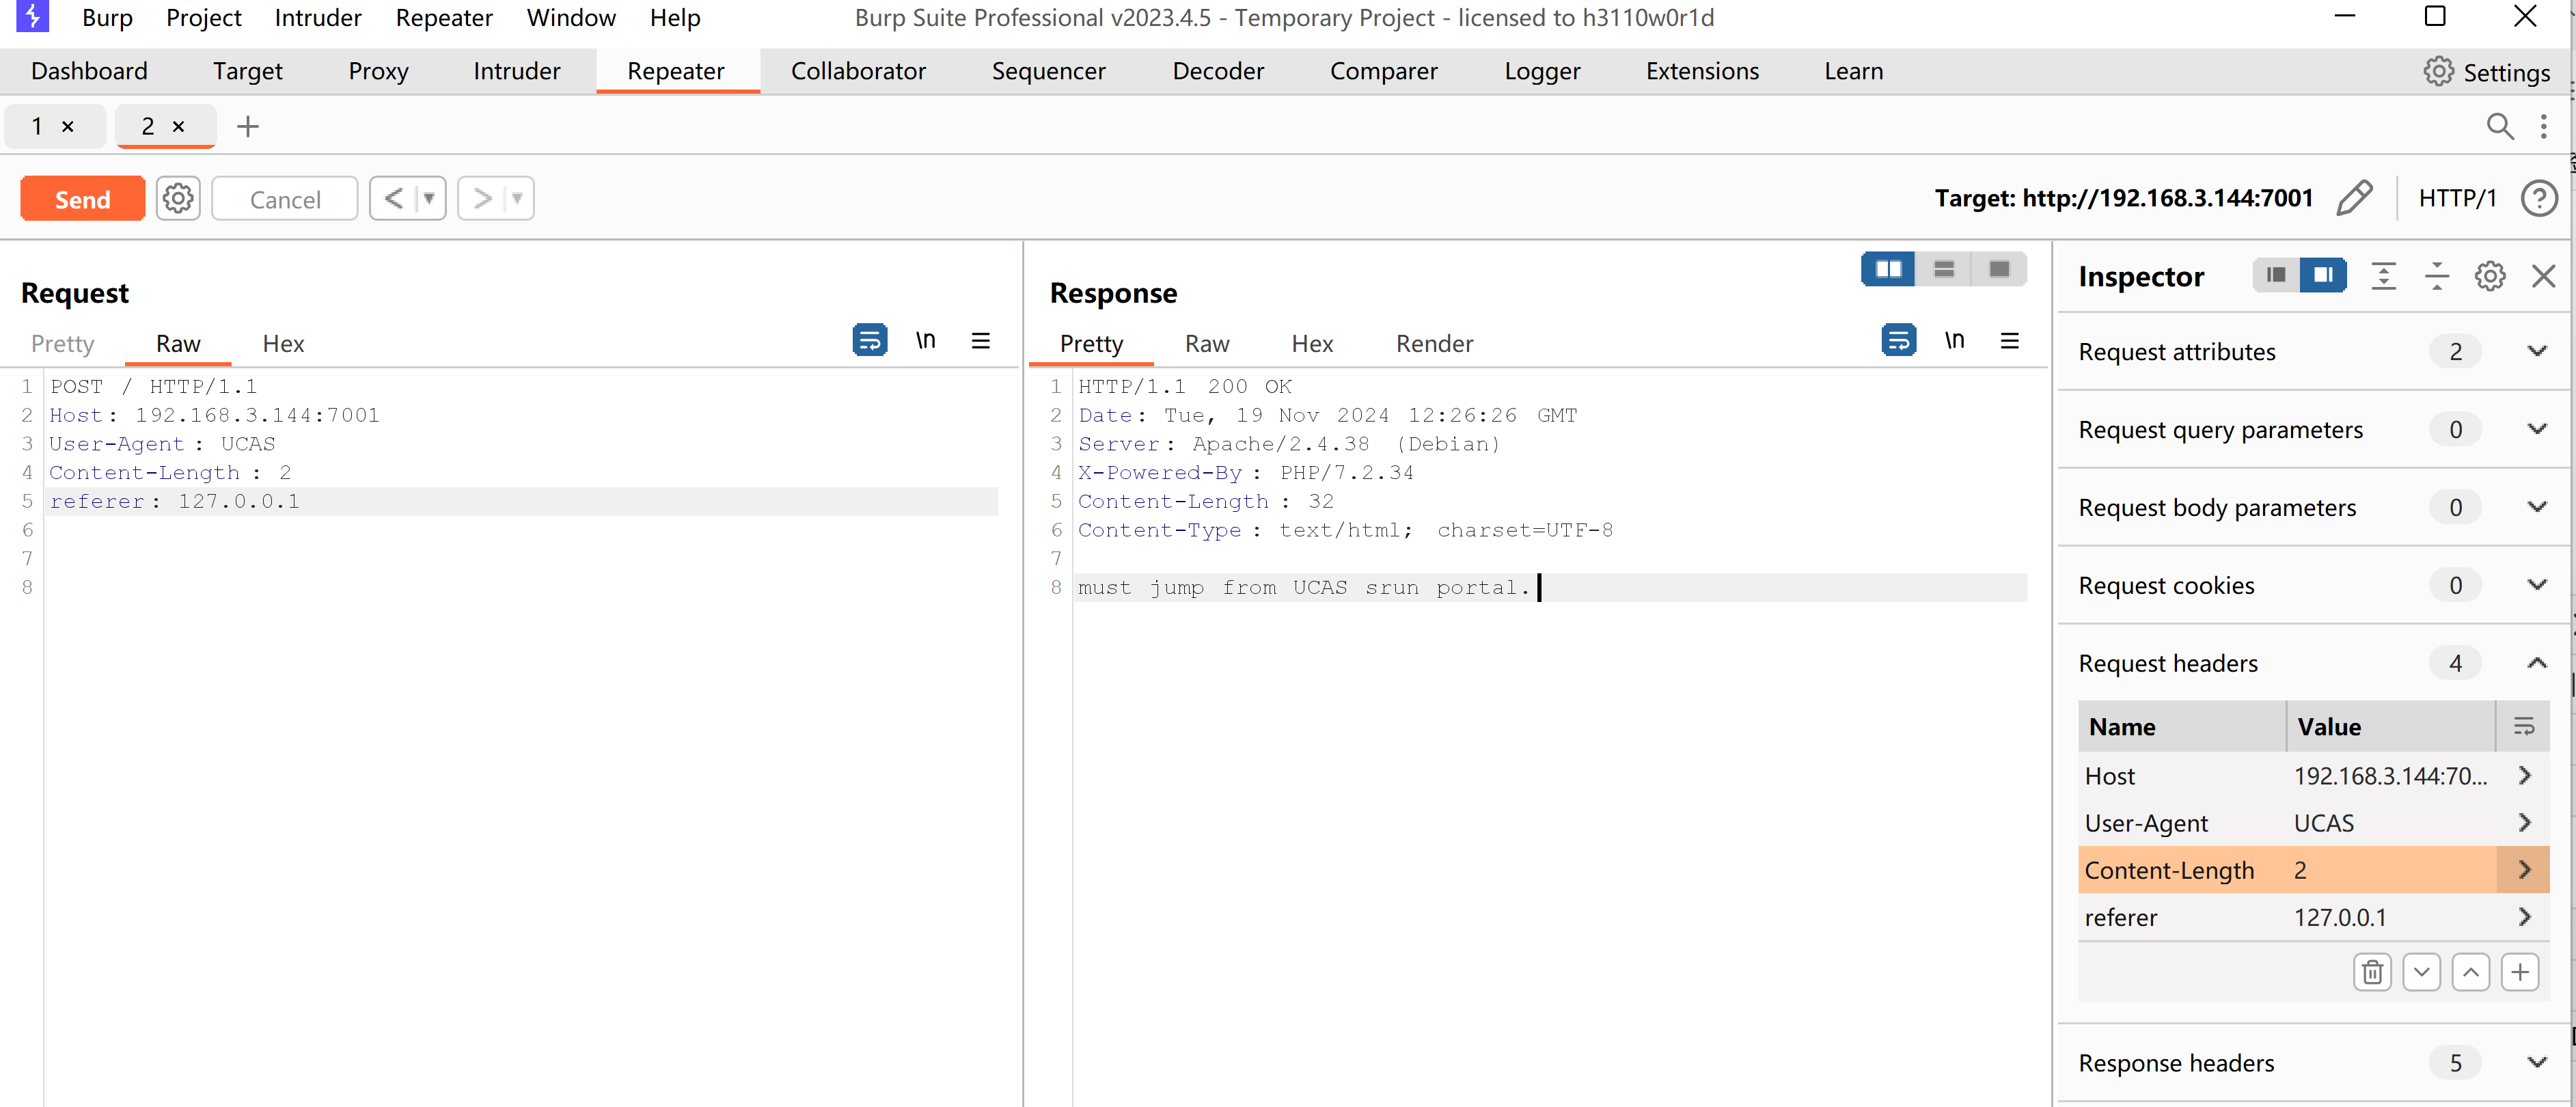 Burp Project Intruder Repeater Window Help Burp Suite Professional v2023.4.5 - Temporary Project - licensed to h3110w0r1d
Dashboard Target Proxy Intruder Repeater Collaborator Sequencer Decoder Comparer Logger Extensions Learn Settings
1 × 2 × +
Send Cancel < > Target: http://192.168.3.144:7001 HTTP/1 ?
Request
Pretty Raw Hex \n
1 POST / HTTP/1.1
2 Host: 192.168.3.144:7001
3 User-Agent: UCAS
4 Content-Length: 2
5 referer: 127.0.0.1
6
7
8
Response
Pretty Raw Hex Render \n
1 HTTP/1.1 200 OK
2 Date: Tue, 19 Nov 2024 12:26:26 GMT
3 Server: Apache/2.4.38 (Debian)
4 X-Powered-By: PHP/7.2.34
5 Content-Length: 32
6 Content-Type: text/html; charset=UTF-8
7
8 must jump from UCAS srun portal.
Inspector
Request attributes 2
Request query parameters 0
Request body parameters 0
Request cookies 0
Request headers 4
Name Value
Host 192.168.3.144:70...
User-Agent UCAS
Content-Length 2
referer 127.0.0.1
Response headers 5